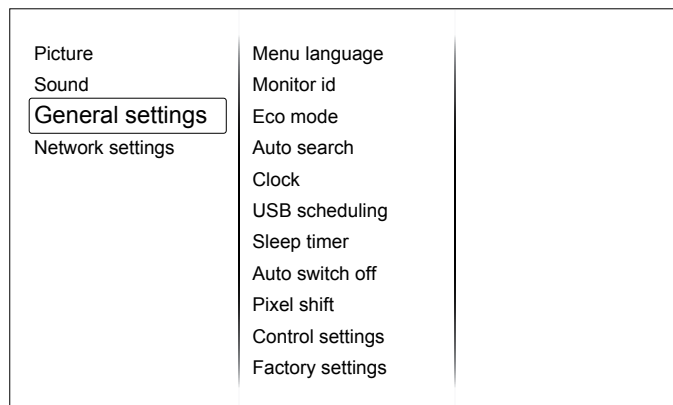 Picture
Sound
General settings
Network settings
Menu language
Monitor id
Eco mode
Auto search
Clock
USB scheduling
Sleep timer
Auto switch off
Pixel shift
Control settings
Factory settings